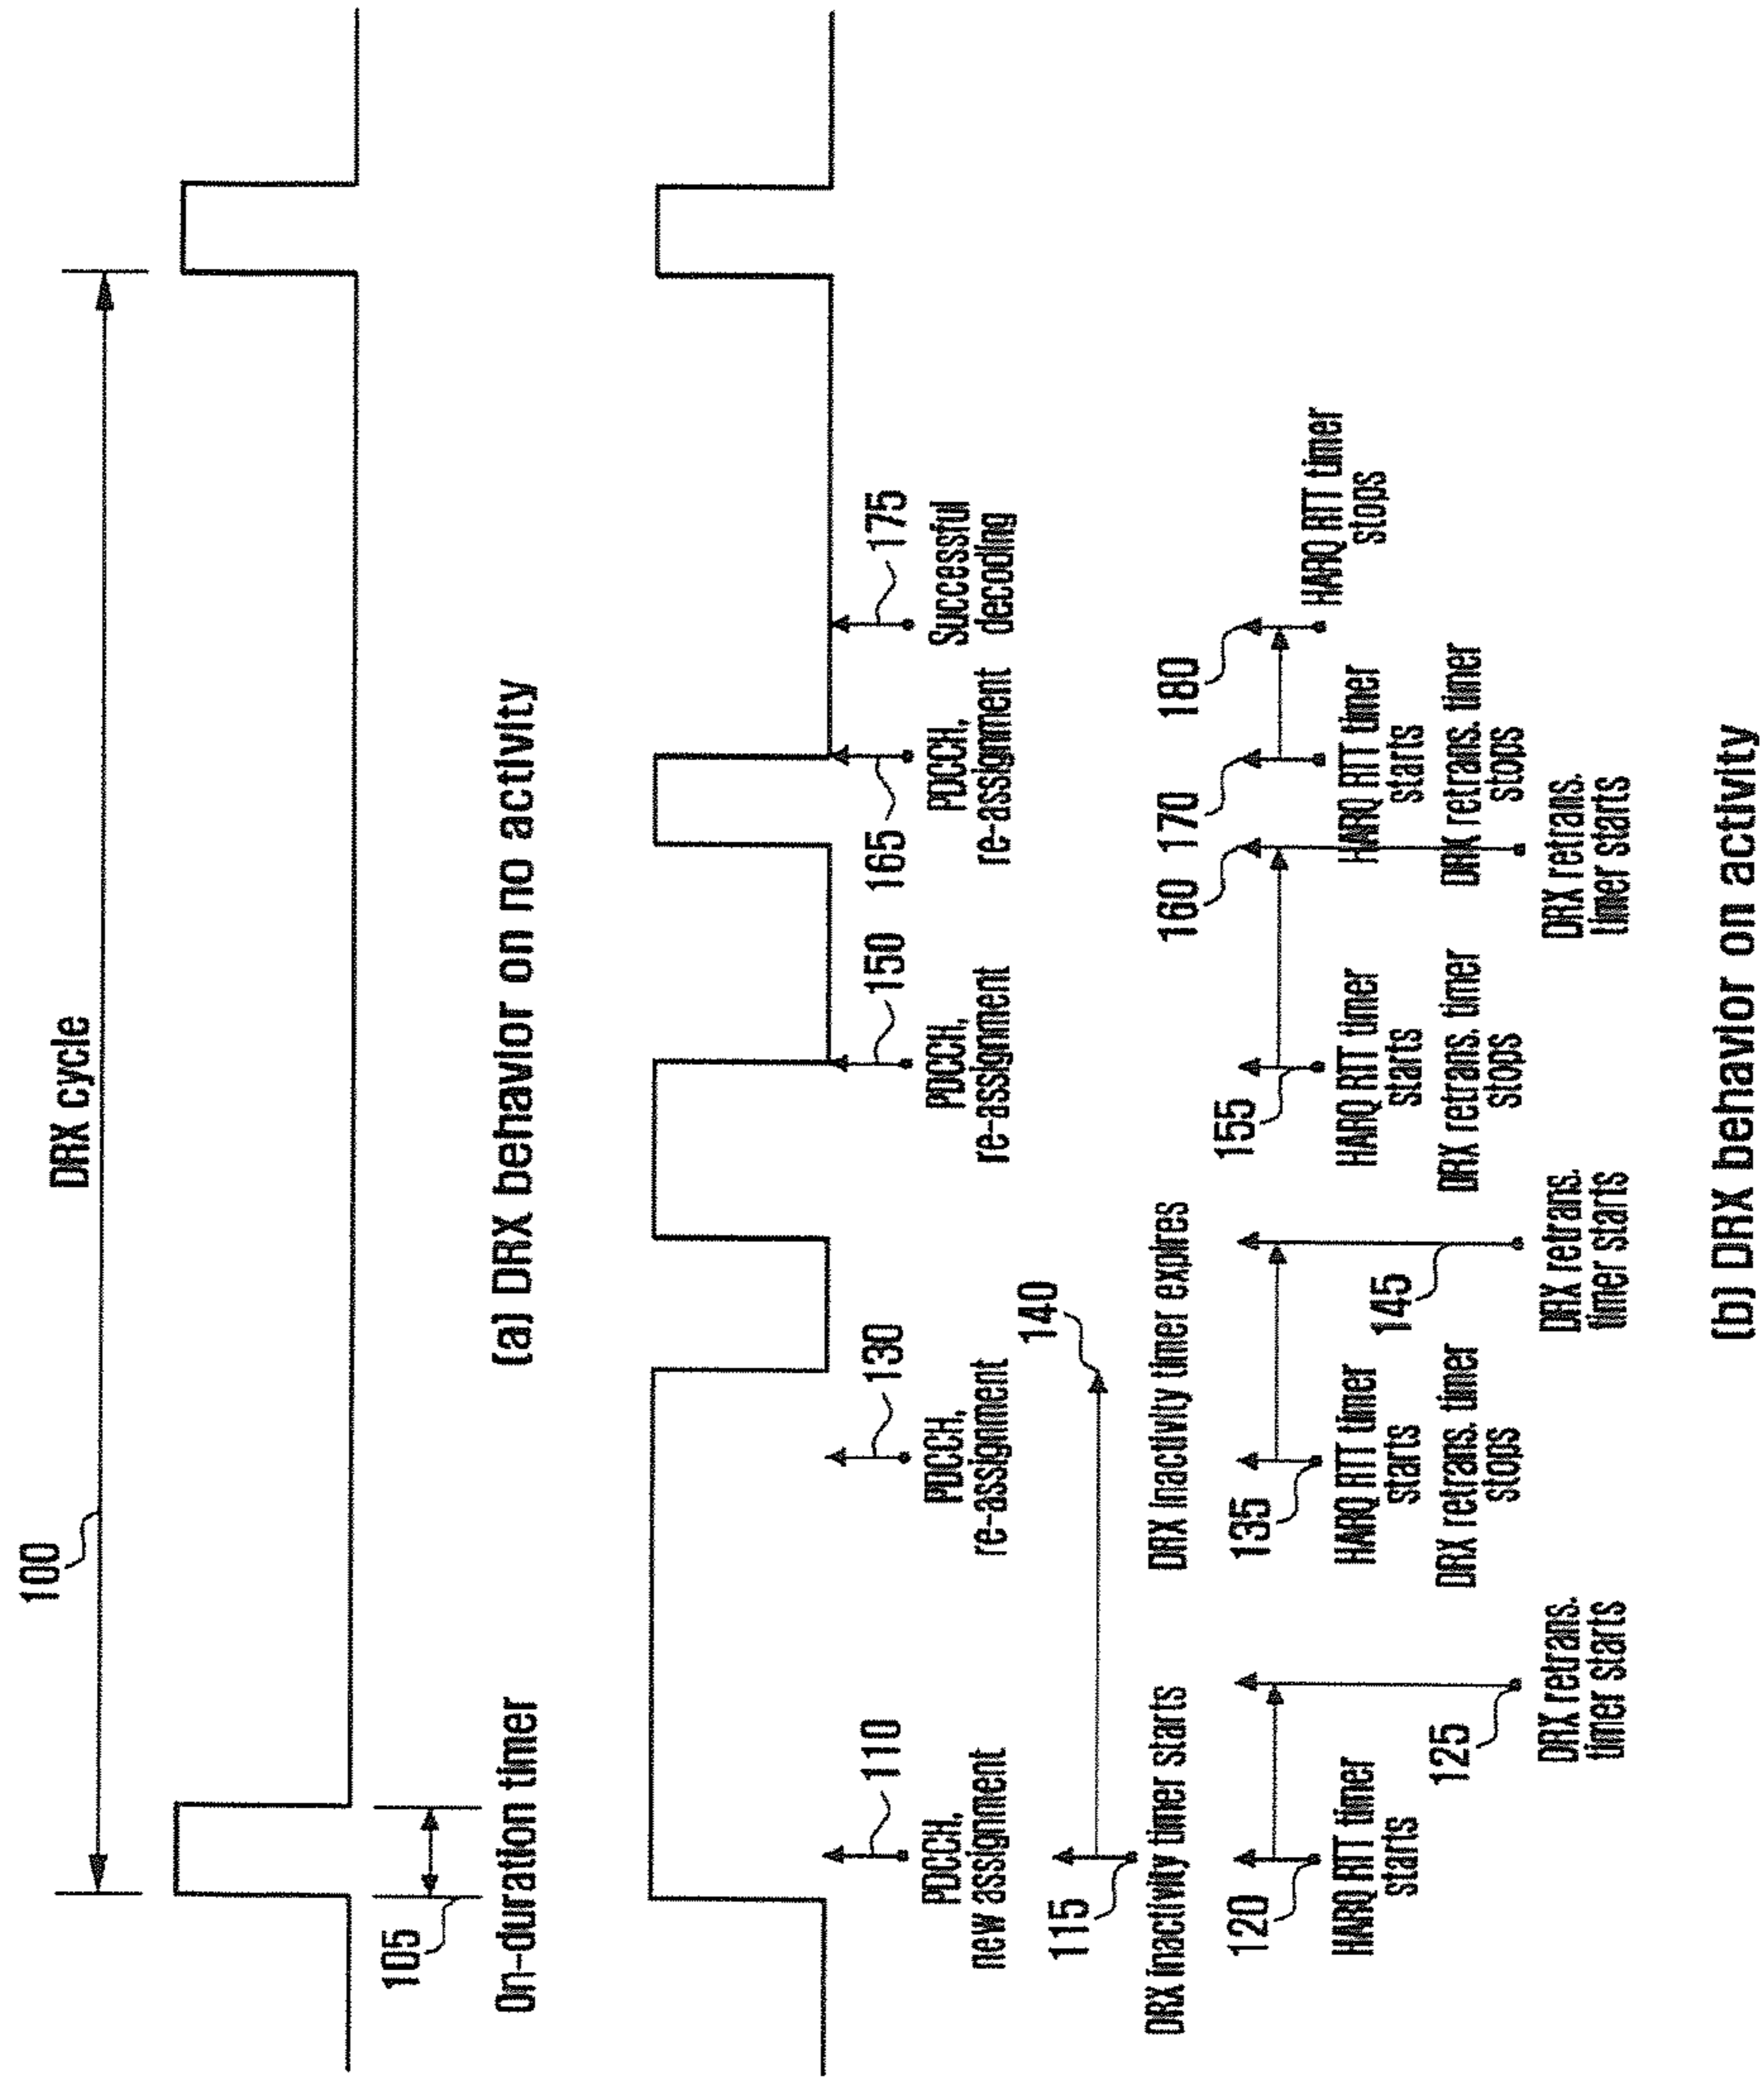 100
DRX cycle
105
On-duration timer
(a) DRX behavior on no activity
110
130
150
165
175
PDCCH,
new assignment
PDCCH,
re-assignment
PDCCH,
re-assignment
PDCCH,
re-assignment
Successful
decoding
115
140
DRX inactivity timer starts
DRX inactivity timer expires
120
135
155
160
170
180
HARQ RTT timer
starts
HARQ RTT timer
starts
HARQ RTT timer
starts
HARQ RTT timer
starts
HARQ RTT timer
stops
125
DRX retrans. timer
stops
145
DRX retrans. timer
stops
DRX retrans. timer
stops
DRX retrans.
timer starts
DRX retrans.
timer starts
DRX retrans.
timer starts
(b) DRX behavior on activity